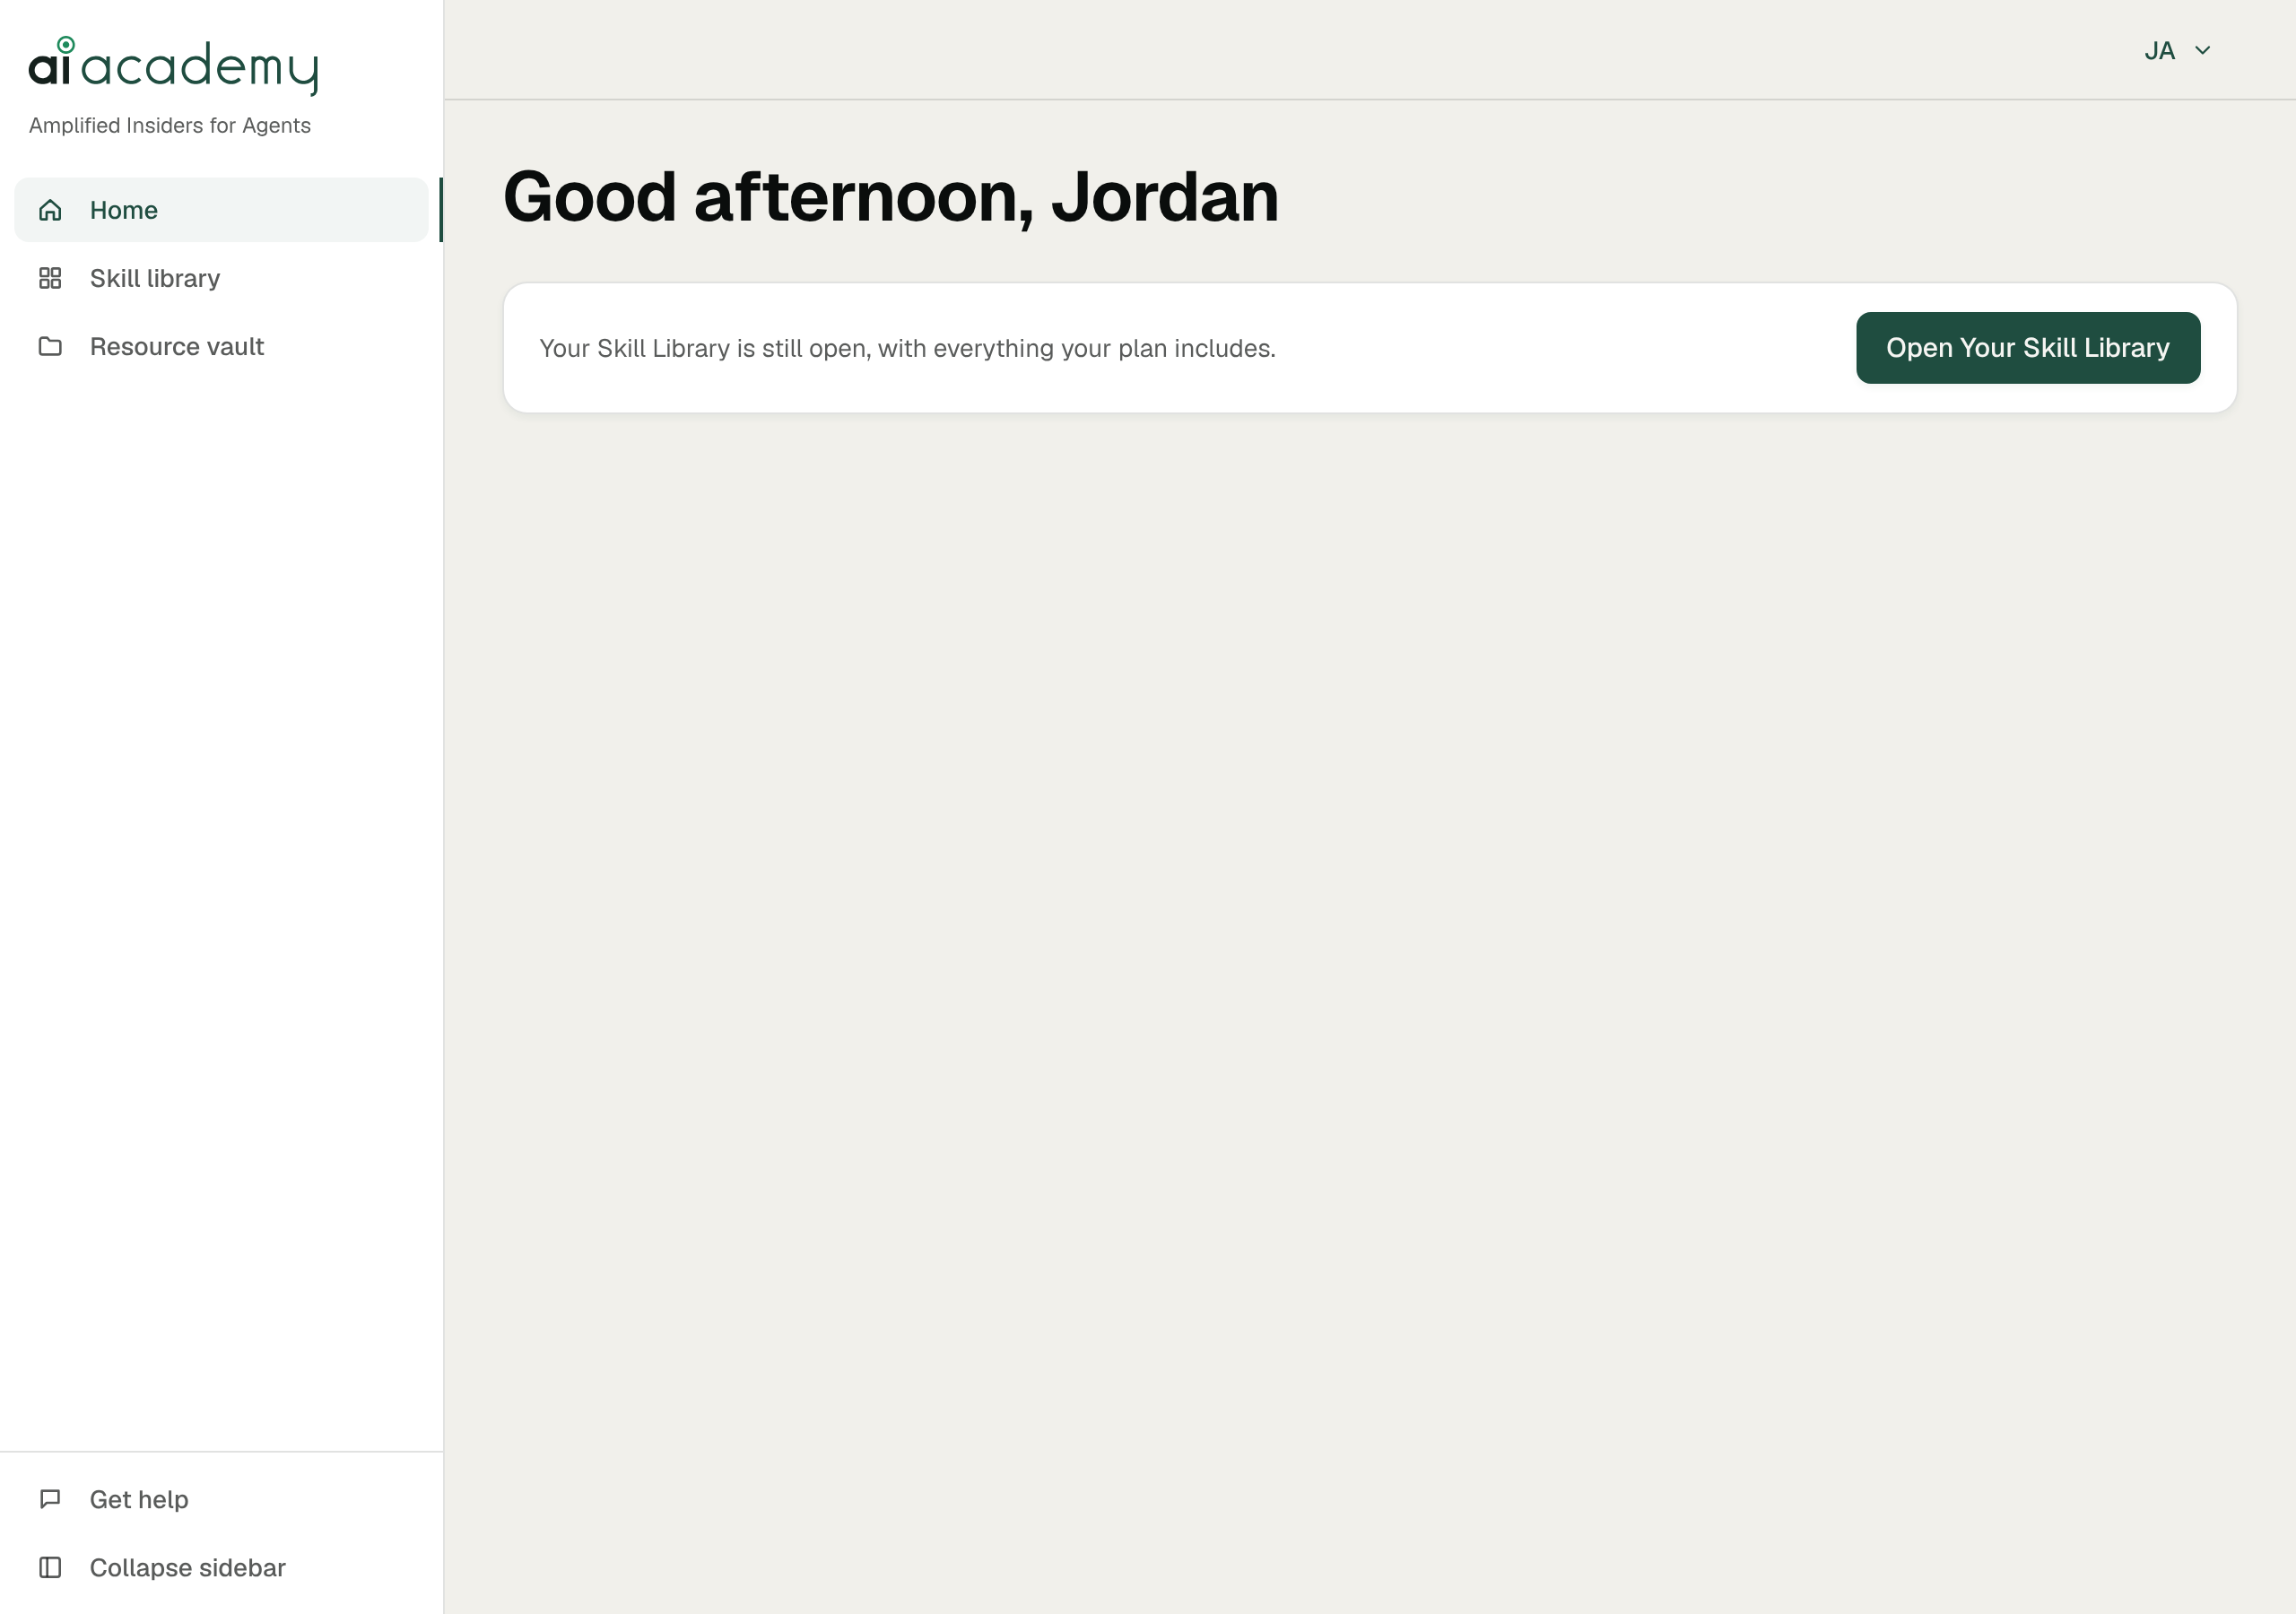 ai academy
Amplified Insiders for Agents
Home
Skill library
Resource vault
Get help
Collapse sidebar
JA
Good afternoon, Jordan
Your Skill Library is still open, with everything your plan includes.
Open Your Skill Library